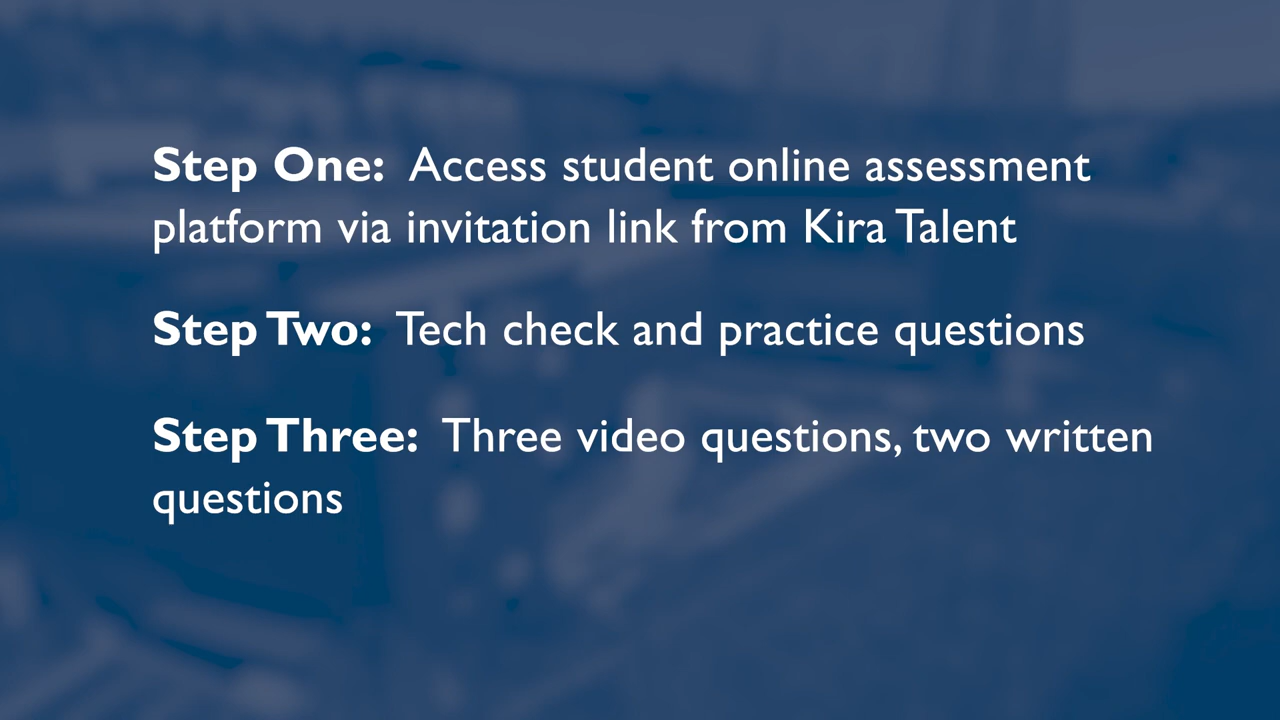 Step One: Access student online assessment
platform via invitation link from Kira Talent
Step Two: Tech check and practice questions
Step Three: Three video questions, two written
questions